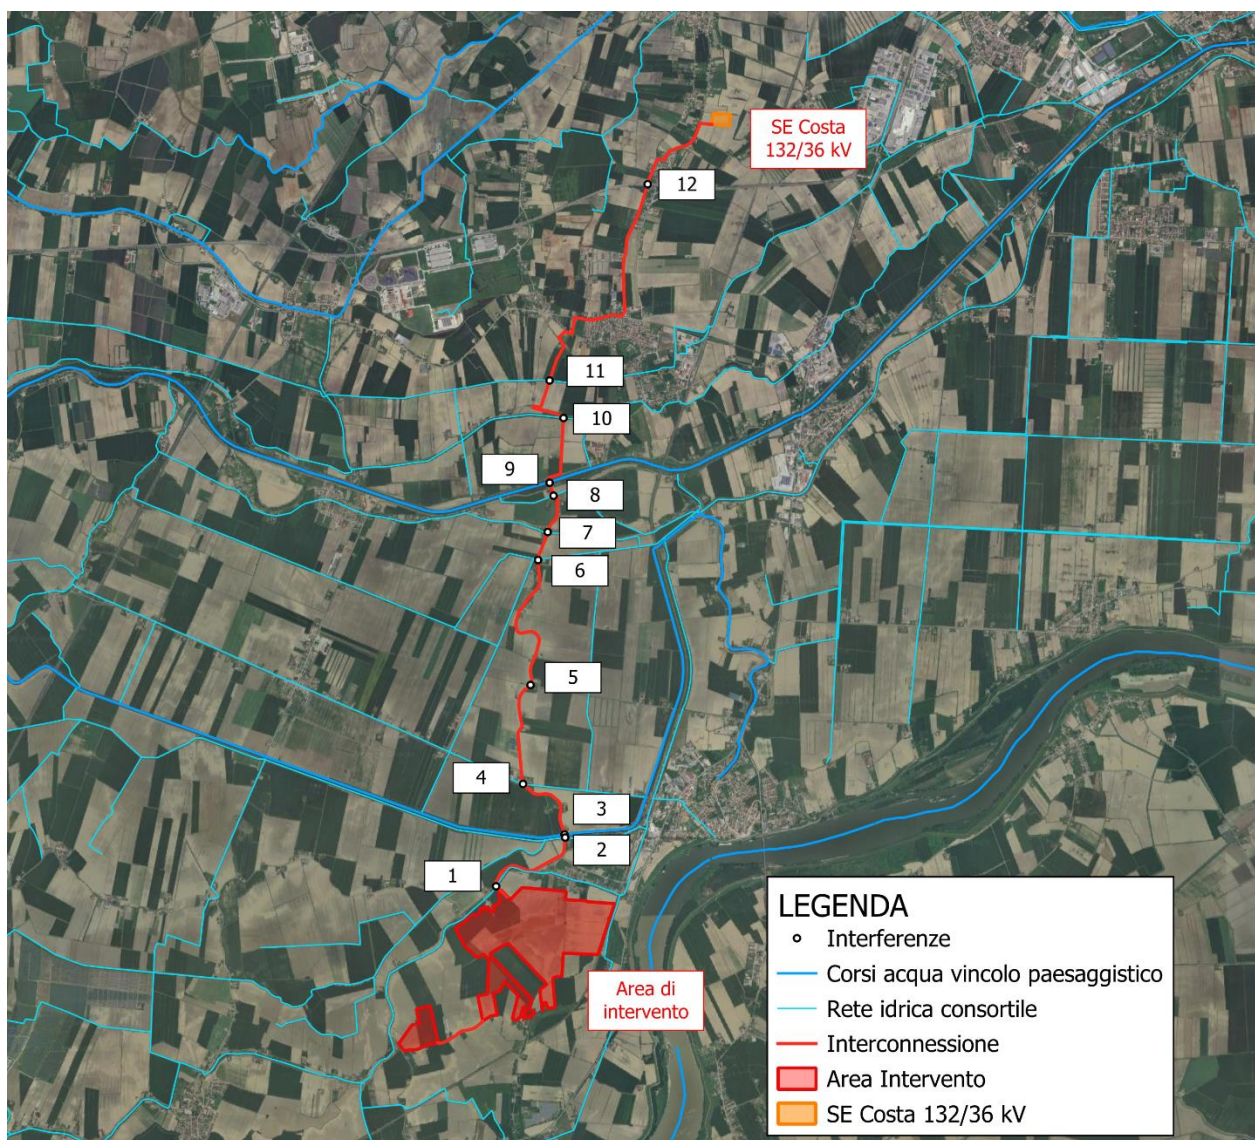 SE Costa
132/36 kV
12
11
10
9
8
7
6
5
4
3
2
1
Area di
intervento
LEGENDA
Interferenze
Corsi acqua vincolo paesaggistico
Rete idrica consortile
Interconnessione
Area Intervento
SE Costa 132/36 kV